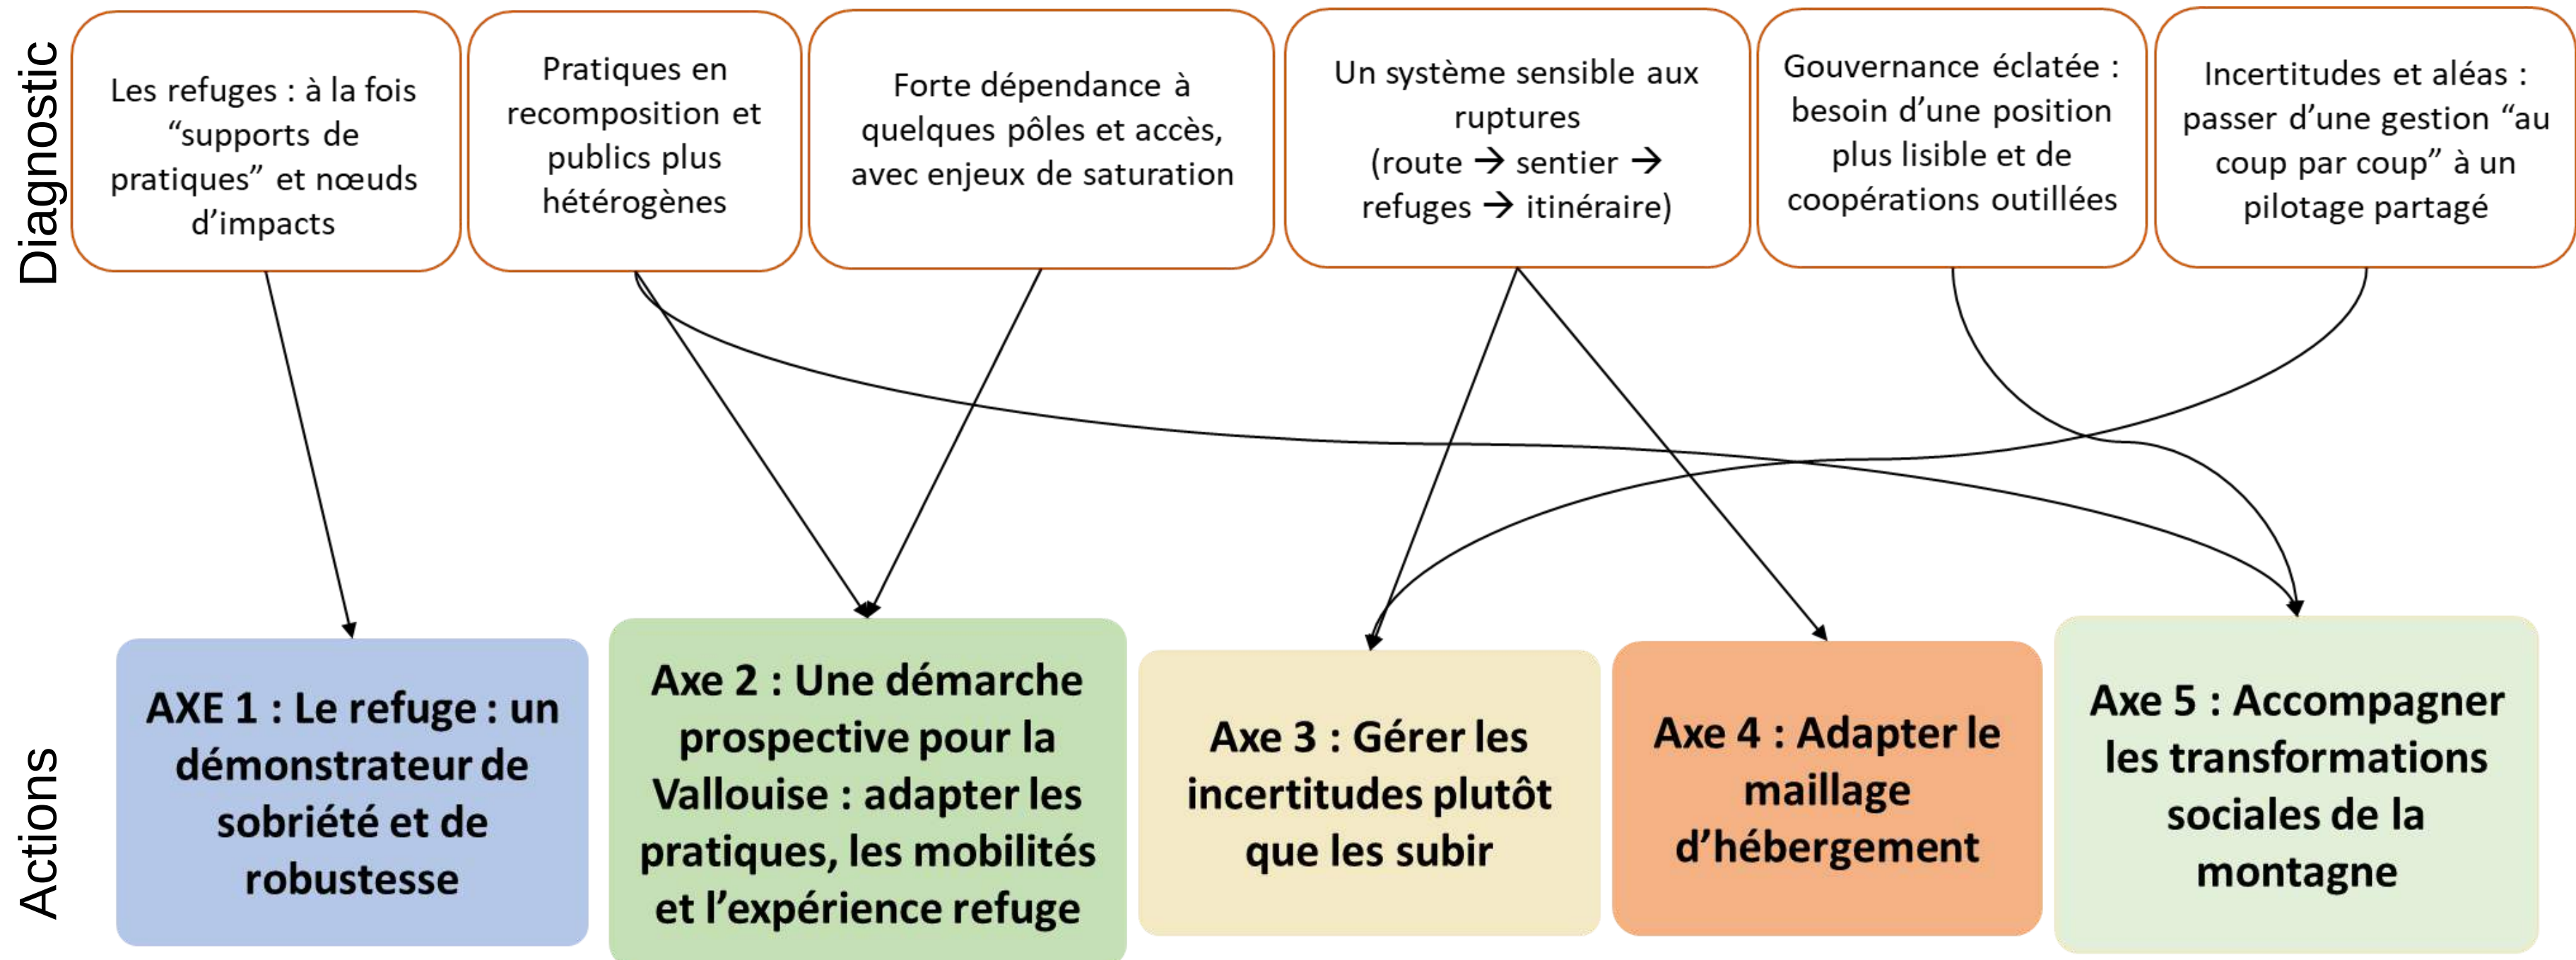 Diagnostic
Les refuges : à la fois
“supports de
pratiques” et nœuds
d’impacts
Pratiques en
recomposition et
publics plus
hétérogènes
Forte dépendance à
quelques pôles et accès,
avec enjeux de saturation
Un système sensible aux
ruptures
(route → sentier →
refuges → itinéraire)
Gouvernance éclatée :
besoin d’une position
plus lisible et de
coopérations outillées
Incertitudes et aléas :
passer d’une gestion “au
coup par coup” à un
pilotage partagé
Actions
AXE 1 : Le refuge : un
démonstrateur de
sobriété et de
robustesse
Axe 2 : Une démarche
prospective pour la
Vallouise : adapter les
pratiques, les mobilités
et l’expérience refuge
Axe 3 : Gérer les
incertitudes plutôt
que les subir
Axe 4 : Adapter le
maillage
d’hébergement
Axe 5 : Accompagner
les transformations
sociales de la
montagne